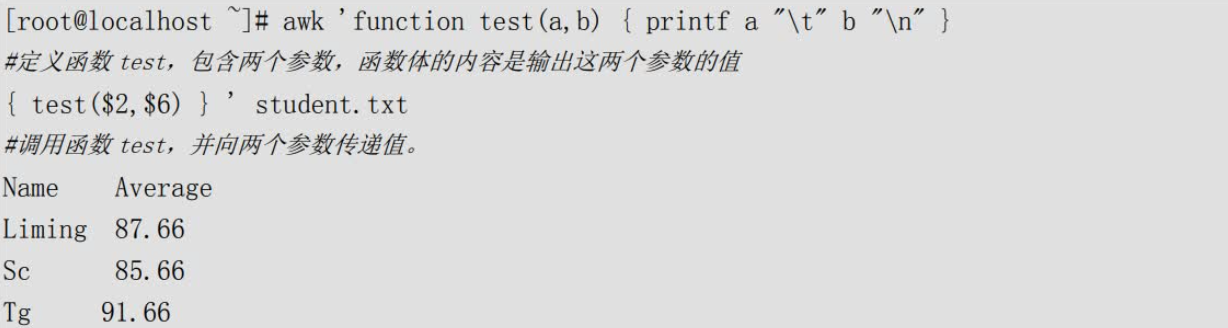 [root@localhost ~]# awk 'function test(a,b) { printf a "\t" b "\n" }
#定义函数 test，包含两个参数，函数体的内容是输出这两个参数的值
{ test($2,$6) } ' student.txt
#调用函数 test，并向两个参数传递值。
Name Average
Liming 87.66
Sc 85.66
Tg 91.66